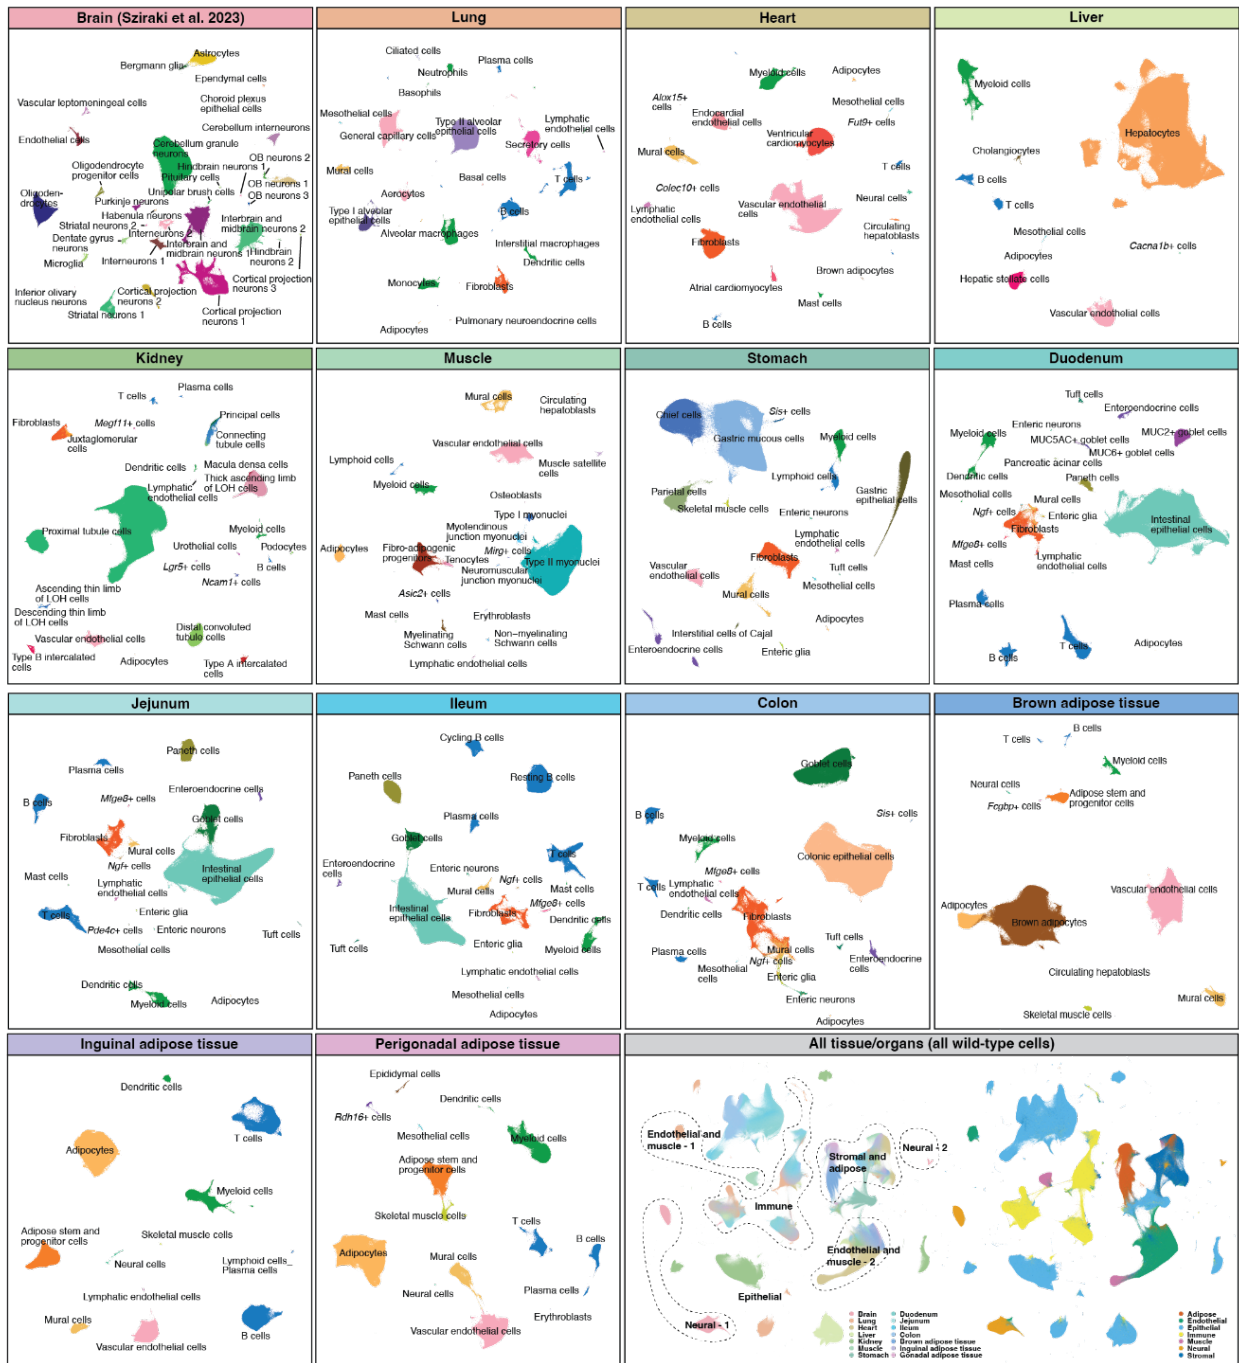 Brain (Sziraki et al. 2023)
Astrocytes
Bergmann glia
Ependymal cells
Choroid plexus
epithelial cells
Vascular leptomeningeal cells
Cerebellum interneurons
Endothelial cells
Cerebellum granule
neurons
OB neurons 2
Hindbrain neurons 1
Oligodendrocyte
progenitor cells
Pituitary cells
OB neurons 1
Unipolar brush cells
OB neurons 3
Oligoden-
drocytes
Purkinje neurons
Habenula neurons
Interbrain and
midbrain neurons 2
Striatal neurons 2
Interneurons 2
Dentate gyrus
neurons
Interbrain and
midbrain neurons 1
Hindbrain
neurons 2
Microglia
Interneurons 1
Cortical projection
neurons 3
Inferior olivary
nucleus neurons
Cortical projection
neurons 2
Striatal neurons 1
Cortical projection
neurons 1
Lung
Ciliated cells
Plasma cells
Neutrophils
Basophils
Mesothelial cells
Type II alveolar
epithelial cells
Lymphatic
endothelial cells
General capillary cells
Secretory cells
Mural cells
Basal cells
T cells
Aerocytes
Type I alveolar
epithelial cells
B cells
Alveolar macrophages
Interstitial macrophages
Dendritic cells
Monocytes
Fibroblasts
Pulmonary neuroendocrine cells
Adipocytes
Heart
Myeloid cells
Adipocytes
Alox15+
cells
Mesothelial cells
Endocardial
endothelial cells
Fut9+ cells
Ventricular
cardiomyocytes
Mural cells
T cells
Colec10+ cells
Neural cells
Vascular endothelial
cells
Lymphatic
endothelial cells
Circulating
hepatoblasts
Fibroblasts
Brown adipocytes
Atrial cardiomyocytes
Mast cells
B cells
Liver
Myeloid cells
Hepatocytes
Cholangiocytes
B cells
T cells
Mesothelial cells
Cacna1b+ cells
Adipocytes
Hepatic stellate cells
Vascular endothelial cells
Kidney
Plasma cells
T cells
Fibroblasts
Megf11+ cells
Principal cells
Juxtaglomerular
cells
Connecting
tubule cells
Dendritic cells
Macula densa cells
Lymphatic
endothelial cells
Thick ascending limb
of LOH cells
Proximal tubule cells
Myeloid cells
Urothelial cells
Podocytes
Lgr5+ cells
B cells
Ncam1+ cells
Ascending thin limb
of LOH cells
Descending thin limb
of LOH cells
Distal convoluted
tubule cells
Vascular endothelial cells
Type B intercalated
cells
Adipocytes
Type A intercalated
cells
Muscle
Mural cells
Circulating
hepatoblasts
Vascular endothelial cells
Lymphoid cells
Muscle satellite
cells
Myeloid cells
Osteoblasts
Type I myonuclei
Myotendinous
junction myonuclei
Adipocytes
Fibro-adipogenic
progenitors
Mirg+ cells
Tenocytes
Type II myonuclei
Neuromuscular
junction myonuclei
Asic2+ cells
Mast cells
Erythroblasts
Myelinating
Schwann cells
Non-myelinating
Schwann cells
Lymphatic endothelial cells
Stomach
Chief cells
Sis+ cells
Gastric mucous cells
Myeloid cells
Lymphoid cells
Parietal cells
Gastric
epithelial cells
Skeletal muscle cells
Enteric neurons
Lymphatic
endothelial cells
Fibroblasts
Vascular
endothelial cells
Tuft cells
Mesothelial cells
Mural cells
Adipocytes
Interstitial cells of Cajal
Enteroendocrine cells
Enteric glia
Duodenum
Tuft cells
Enteroendocrine cells
Enteric neurons
Myeloid cells
MUC5AC+ goblet cells
MUC2+ goblet cells
MUC6+ goblet cells
Pancreatic acinar cells
Dendritic cells
Paneth cells
Mesothelial cells
Mural cells
Ngf+ cells
Enteric glia
Fibroblasts
Intestinal
epithelial cells
Mfge8+ cells
Mast cells
Lymphatic
endothelial cells
Plasma cells
B cells
T cells
Adipocytes
Jejunum
Paneth cells
Plasma cells
Enteroendocrine cells
B cells
Mfge8+ cells
Goblet cells
Fibroblasts
Mural cells
Ngf+ cells
Intestinal
epithelial cells
Mast cells
Lymphatic
endothelial cells
T cells
Enteric glia
Pde4c+ cells
Enteric neurons
Tuft cells
Mesothelial cells
Dendritic cells
Myeloid cells
Adipocytes
Ileum
Cycling B cells
Paneth cells
Resting B cells
Plasma cells
Goblet cells
T cells
Enteroendocrine
cells
Enteric neurons
Ngf+ cells
Mural cells
Mast cells
Mfge8+ cells
Intestinal
epithelial cells
Fibroblasts
Dendritic cells
Enteric glia
Tuft cells
Myeloid cells
Lymphatic endothelial cells
Mesothelial cells
Adipocytes
Colon
Goblet cells
B cells
Sis+ cells
Myeloid cells
Colonic epithelial cells
Mfge8+ cells
T cells
Lymphatic
endothelial cells
Dendritic cells
Fibroblasts
Tuft cells
Plasma cells
Mural cells
Ngf+ cells
Enteroendocrine
cells
Mesothelial
cells
Enteric glia
Enteric neurons
Adipocytes
Brown adipose tissue
B cells
T cells
Myeloid cells
Neural cells
Adipose stem and
progenitor cells
Fcgbp+ cells
Vascular endothelial cells
Adipocytes
Brown adipocytes
Circulating hepatoblasts
Mural cells
Skeletal muscle cells
Inguinal adipose tissue
Dendritic cells
T cells
Adipocytes
Myeloid cells
Adipose stem and
progenitor cells
Skeletal muscle cells
Neural cells
Lymphoid cells_
Plasma cells
Lymphatic endothelial cells
Mural cells
Vascular endothelial cells
B cells
Perigonadal adipose tissue
Epididymal cells
Dendritic cells
Rdh16+ cells
Mesothelial cells
Myeloid cells
Adipose stem and
progenitor cells
Skeletal muscle cells
T cells
Adipocytes
B cells
Mural cells
Neural cells
Plasma cells
Erythroblasts
Vascular endothelial cells
All tissue/organs (all wild-type cells)
Endothelial and
muscle - 1
Stromal and
adipose
Neural - 2
Immune
Endothelial and
muscle - 2
Epithelial
Neural - 1
Brain
Lung
Heart
Liver
Kidney
Muscle
Stomach
Duodenum
Jejunum
Ileum
Colon
Brown adipose tissue
Inguinal adipose tissue
Gonadal adipose tissue
Adipose
Endothelial
Epithelial
Immune
Muscle
Neural
Stromal